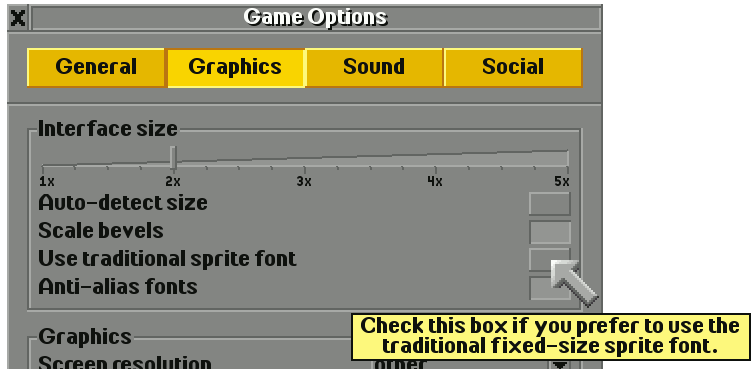 X Game Options
General Graphics Sound Social
Interface size
1x 2x 3x 4x 5x
Auto-detect size
Scale bevels
Use traditional sprite font
Anti-alias fonts
Check this box if you prefer to use the
traditional fixed-size sprite font.
Graphics
Screen resolution other